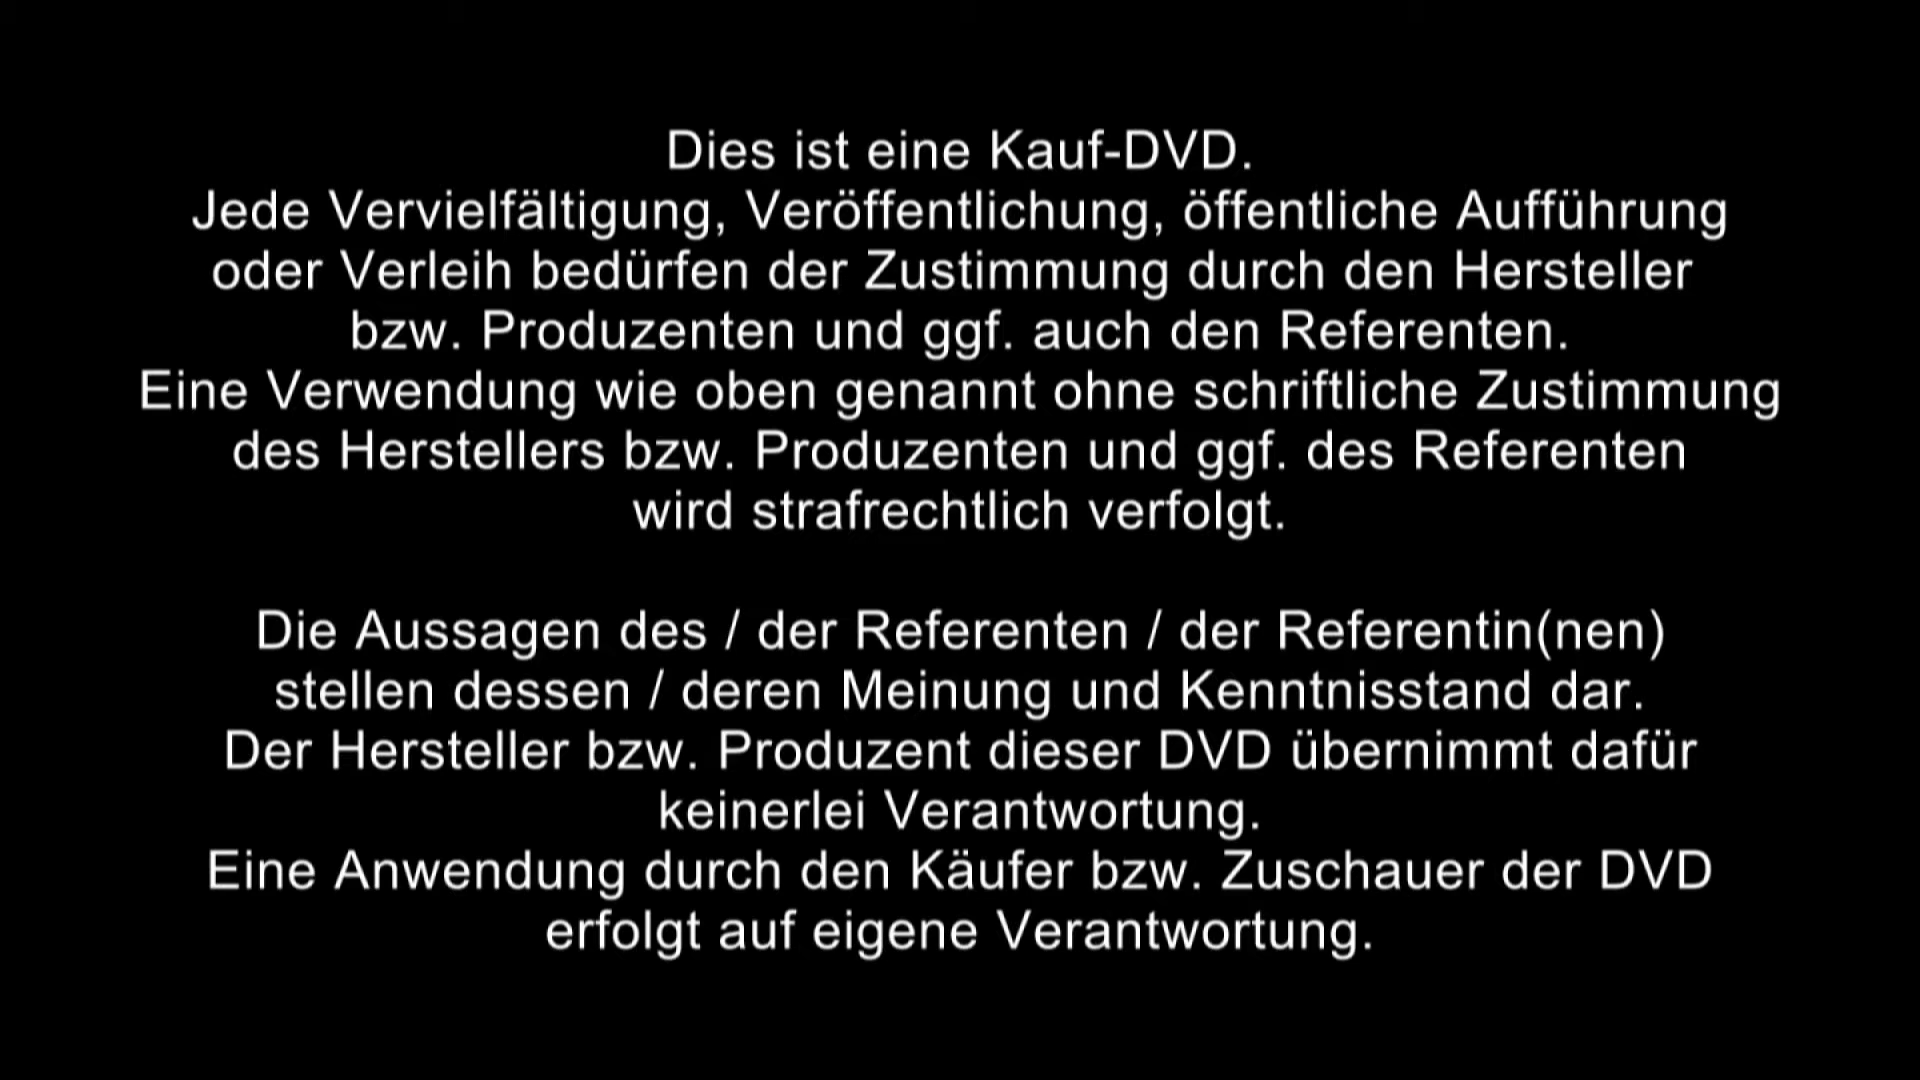 Dies ist eine Kauf-DVD.
Jede Vervielfältigung, Veröffentlichung, öffentliche Aufführung
oder Verleih bedürfen der Zustimmung durch den Hersteller
bzw. Produzenten und ggf. auch den Referenten.
Eine Verwendung wie oben genannt ohne schriftliche Zustimmung
des Herstellers bzw. Produzenten und ggf. des Referenten
wird strafrechtlich verfolgt.
Die Aussagen des / der Referenten / der Referentin(nen)
stellen dessen / deren Meinung und Kenntnisstand dar.
Der Hersteller bzw. Produzent dieser DVD übernimmt dafür
keinerlei Verantwortung.
Eine Anwendung durch den Käufer bzw. Zuschauer der DVD
erfolgt auf eigene Verantwortung.